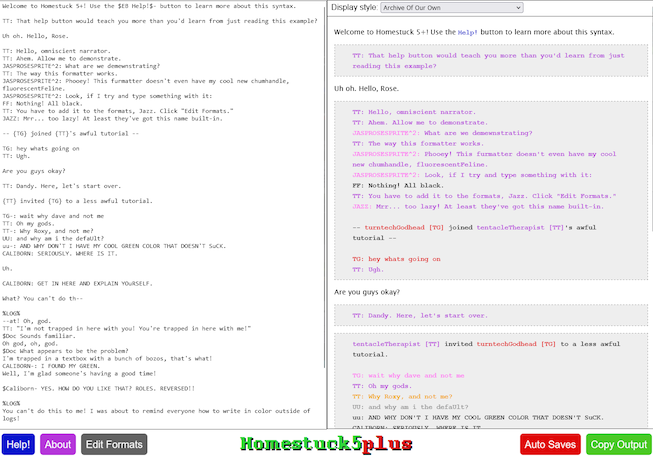 Welcome to Homestuck 5+! Use the $EB Help!$- button to learn more about this syntax.
TT: That help button would teach you more than you'd learn from just reading this example?
Uh oh. Hello, Rose.
TT: Hello, omniscient narrator.
TT: Ahem. Allow me to demonstrate.
JASPROSESPRITE^2: What are we demewnstrating?
TT: The way this formatter works.
JASPROSESPRITE^2: Phooey! This furmatter doesn't even have my cool new chumhandle,
fluorescentFeline.
JASPROSESPRITE^2: Look, if I try and type something with it:
FF: Nothing! All black.
TT: You have to add it to the formats, Jazz. Click "Edit Formats."
JAZZ: Mrr... too lazy! At least they've got this name built-in.
-- {TG} joined {TT}'s awful tutorial --
TG: hey whats going on
TT: Ugh.
Are you guys okay?
TT: Dandy. Here, let's start over.
{TT} invited {TG} to a less awful tutorial.
TG~: wait why dave and not me
TT: Oh my gods.
TT~: Why Roxy, and not me?
UU: and why am i the defaUlt?
uu~: AND WHY DON'T I HAVE MY COOL GREEN COLOR THAT DOESN'T SuCK.
CALIBORN: SERIOUSLY. WHERE IS IT.
Uh.
CALIBORN: GET IN HERE AND EXPLAIN YOuRSELF.
What? You can't do th--
%LOG%
--at! Oh, god.
TT: "I'm not trapped in here with you! You're trapped in here with me!"
$Doc Sounds familiar.
Oh god, oh, god.
$Doc What appears to be the problem?
I'm trapped in a textbox with a bunch of bozos, that's what!
CALIBORN~: I FOUND MY GREEN.
Well, I'm glad someone's having a good time!
$Caliborn~ YES. HOW DO YOU LIKE THAT? ROLES. REVERSED!!
%LOG%
You can't do this to me! I was about to remind everyone how to write in color outside of
logs!
Display style: Archive Of Our Own
Welcome to Homestuck 5+! Use the Help! button to learn more about this syntax.
TT: That help button would teach you more than you'd learn from just
reading this example?
Uh oh. Hello, Rose.
TT: Hello, omniscient narrator.
TT: Ahem. Allow me to demonstrate.
JASPROSESPRITE^2: What are we demewnstrating?
TT: The way this formatter works.
JASPROSESPRITE^2: Phooey! This furmatter doesn't even have my cool
new chumhandle, fluorescentFeline.
JASPROSESPRITE^2: Look, if I try and type something with it:
FF: Nothing! All black.
TT: You have to add it to the formats, Jazz. Click "Edit Formats."
JAZZ: Mrr... too lazy! At least they've got this name built-in.
-- turntechGodhead [TG] joined tentacleTherapist [TT]'s awful
tutorial --
TG: hey whats going on
TT: Ugh.
Are you guys okay?
TT: Dandy. Here, let's start over.
tentacleTherapist [TT] invited turntechGodhead [TG] to a less awful
tutorial.
TG: wait why dave and not me
TT: Oh my gods.
TT: Why Roxy, and not me?
UU: and why am i the defaUlt?
uu: AND WHY DON'T I HAVE MY COOL GREEN COLOR THAT DOESN'T SuCK.
CALIBORN: SERIOUSLY. WHERE IS IT.
Help!
About
Edit Formats
Homestuck5plus
Auto Saves
Copy Output